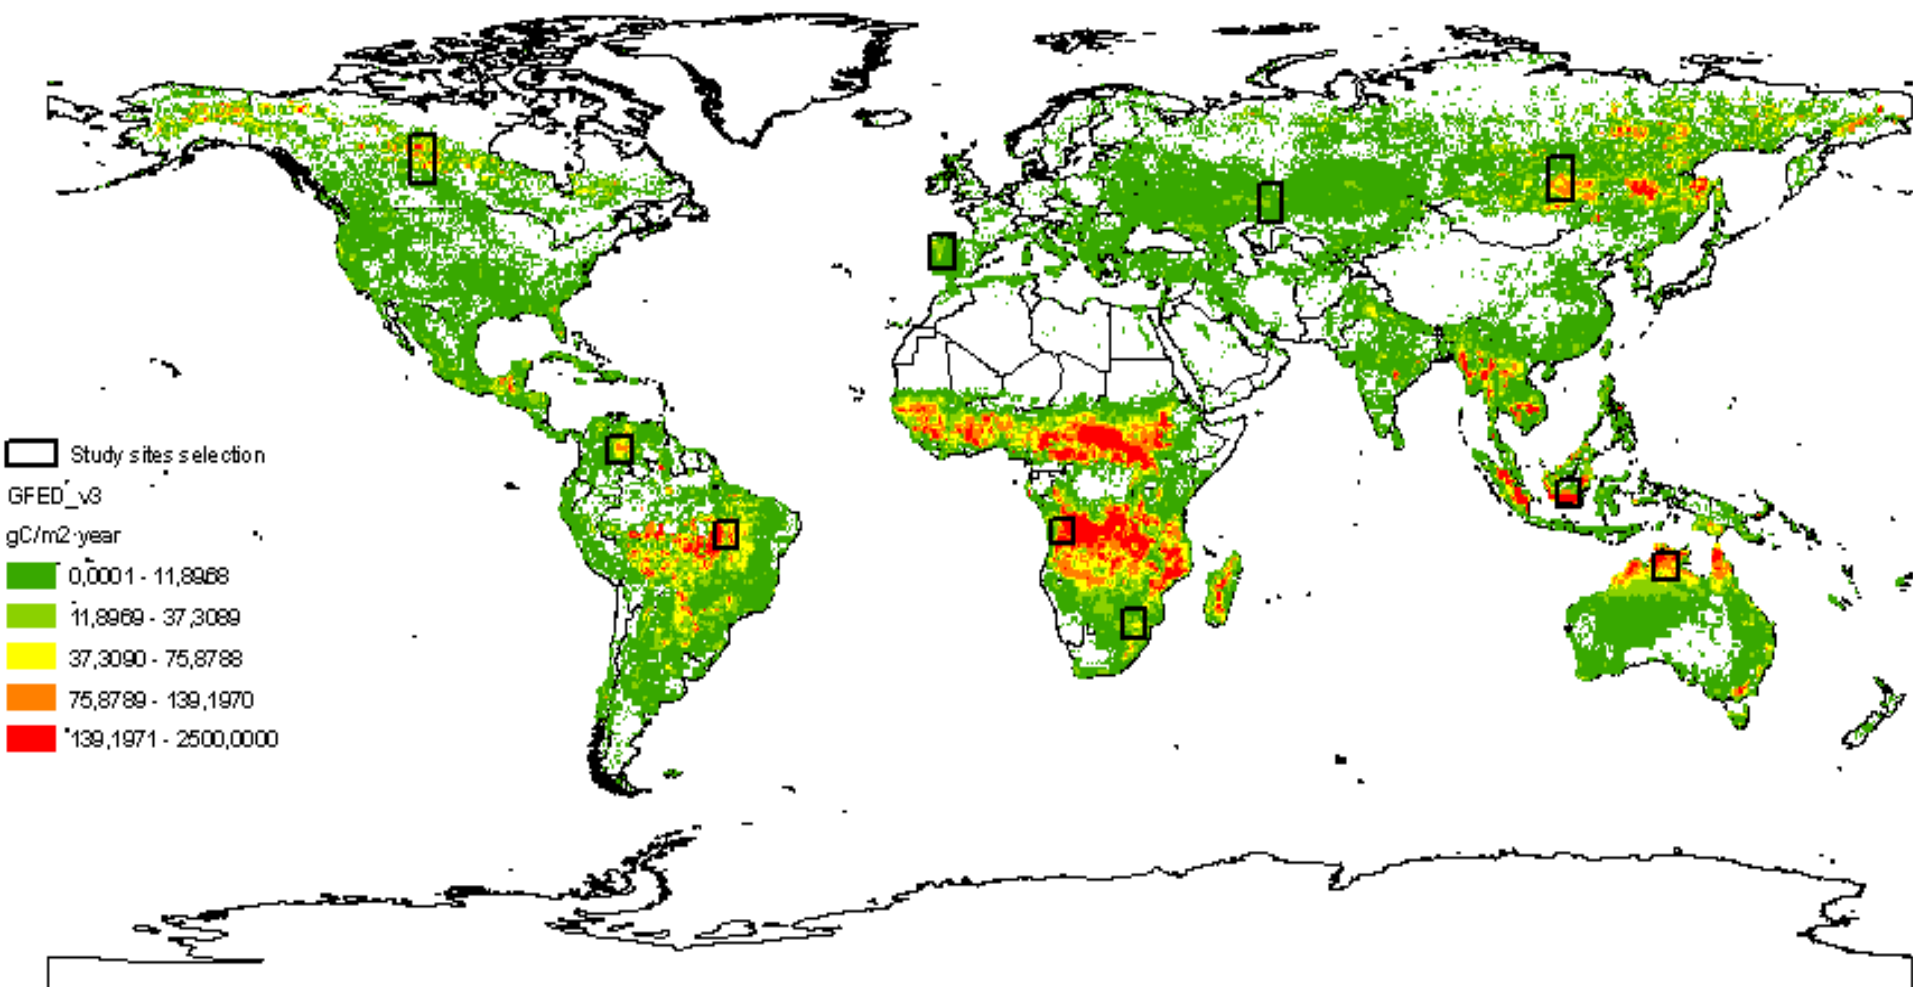 Study sites selection
GFED_v3
gC/m2·year
0,0001 - 11,8968
11,8969 - 37,3089
37,3090 - 75,8788
75,8789 - 139,1970
139,1971 - 2500,0000